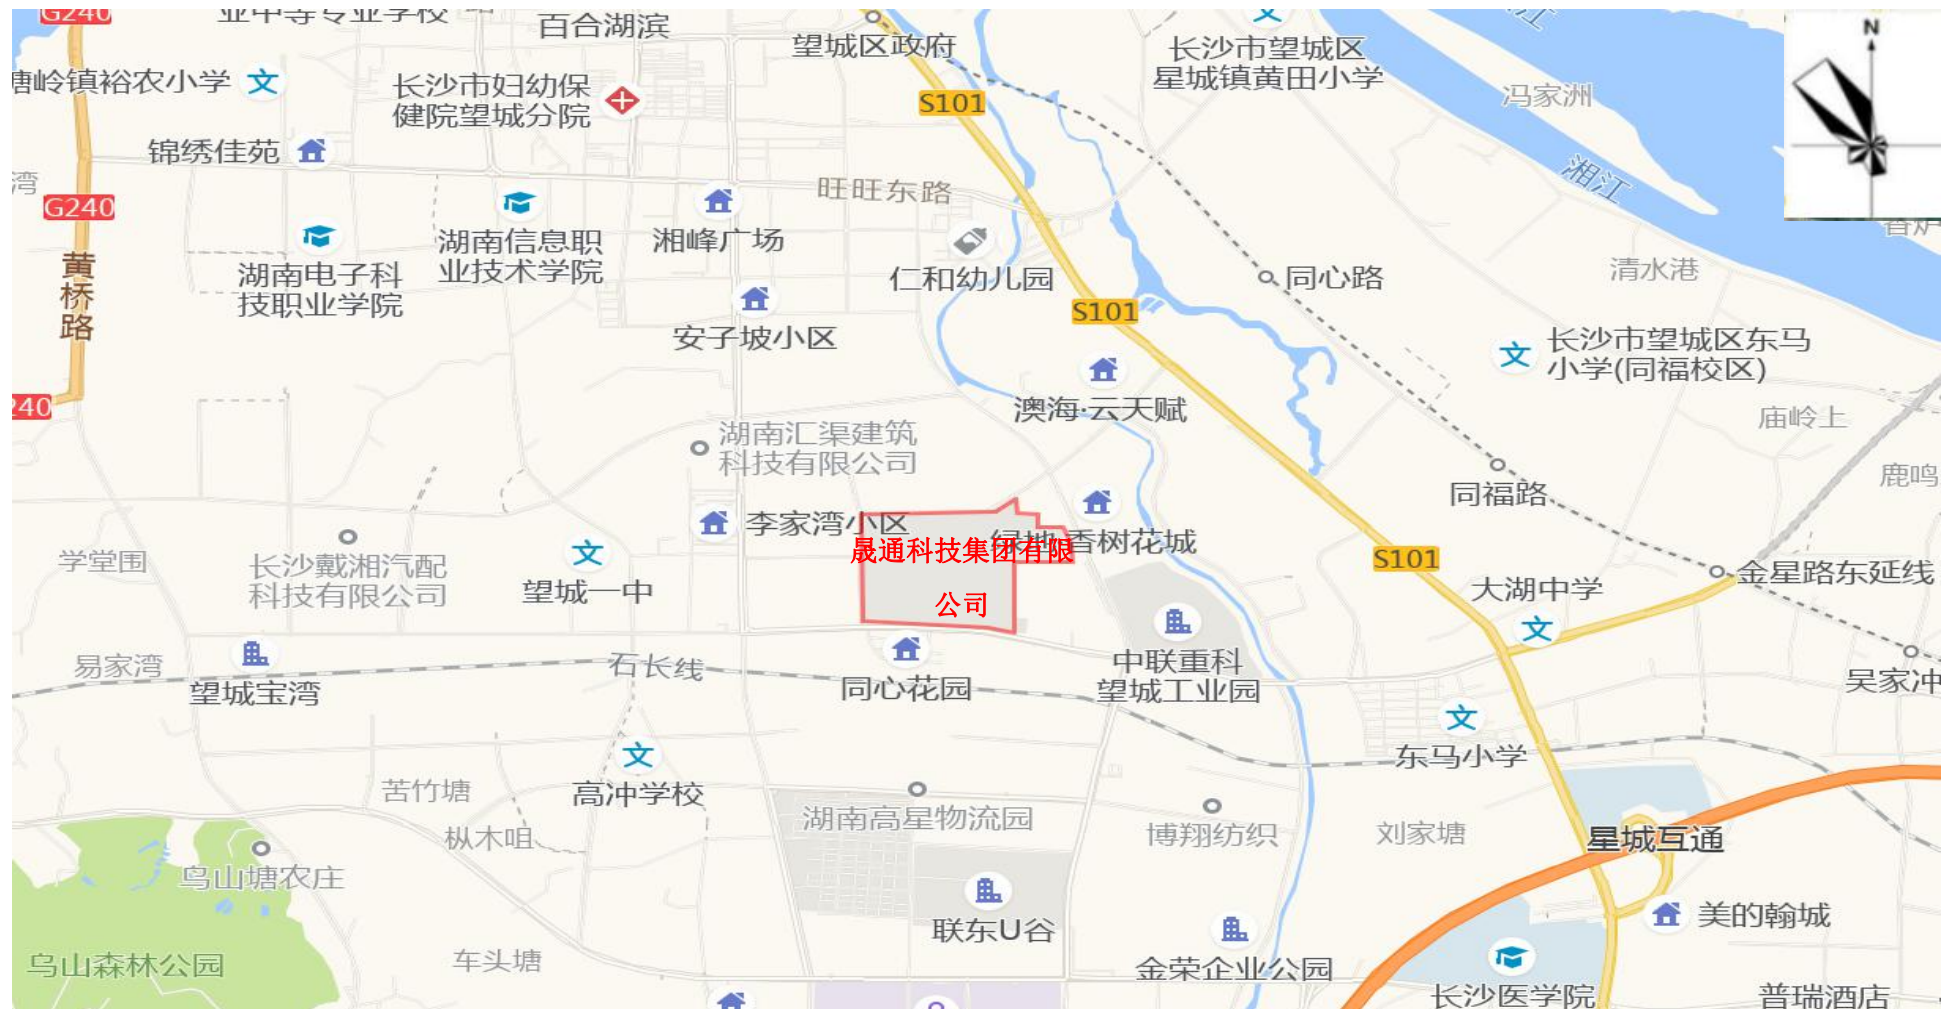 G240
百合湖滨
望城区政府
长沙市望城区
星城镇黄田小学
湘江
N
塘岭镇裕农小学
长沙市妇幼保
健院望城分院
S101
冯家洲
锦绣佳苑
湾
旺旺东路
湘江
G240
湖南信息职
业技术学院
湘峰广场
黄桥路
湖南电子科
技职业学院
仁和幼儿园
同心路
清水港
安子坡小区
S101
长沙市望城区东马
小学(同福校区)
240
澳海·云天赋
庙岭上
湖南汇渠建筑
科技有限公司
鹿鸣
同福路
李家湾小区
绿地·香树花城
晟通科技集团有限
公司
学堂围
长沙戴湘汽配
科技有限公司
望城一中
S101
大湖中学
金星路东延线
易家湾
望城宝湾
石长线
同心花园
中联重科
望城工业园
吴家冲
东马小学
苦竹塘
高冲学校
湖南高星物流园
枞木咀
博翔纺织
刘家塘
星城互通
乌山塘农庄
联东U谷
美的翰城
乌山森林公园
车头塘
金荣企业公园
长沙医学院
普瑞酒店